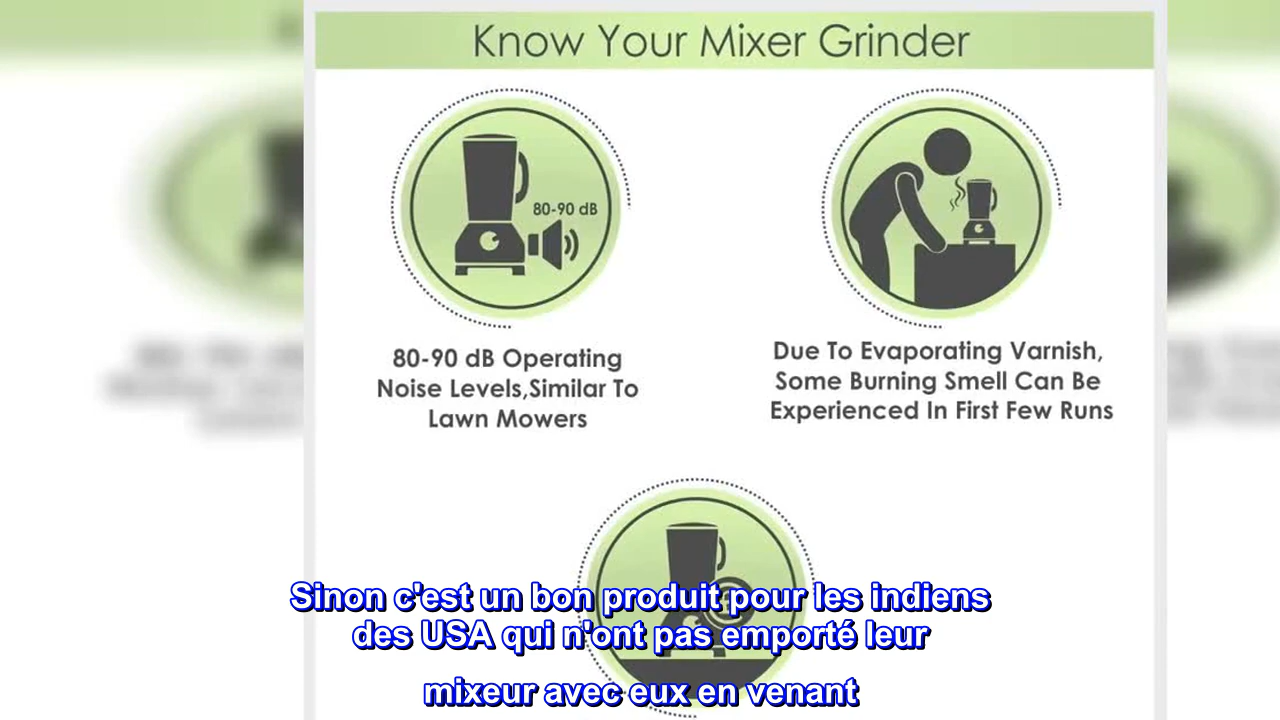 Know Your Mixer Grinder
80-90 dB
80-90 dB Operating
Noise Levels,Similar To
Lawn Mowers
Due To Evaporating Varnish,
Some Burning Smell Can Be
Experienced In First Few Runs
Sinon c'est un bon produit pour les indiens
des USA qui n'ont pas emporté leur
mixeur avec eux en venant